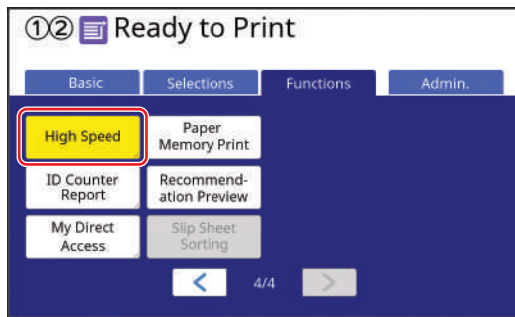 ①② Ready to Print
Basic Selections Functions Admin.
High Speed
Paper
Memory Print
ID Counter
Report
Recommend-
ation Preview
My Direct
Access
Slip Sheet
Sorting
< 4/4 >